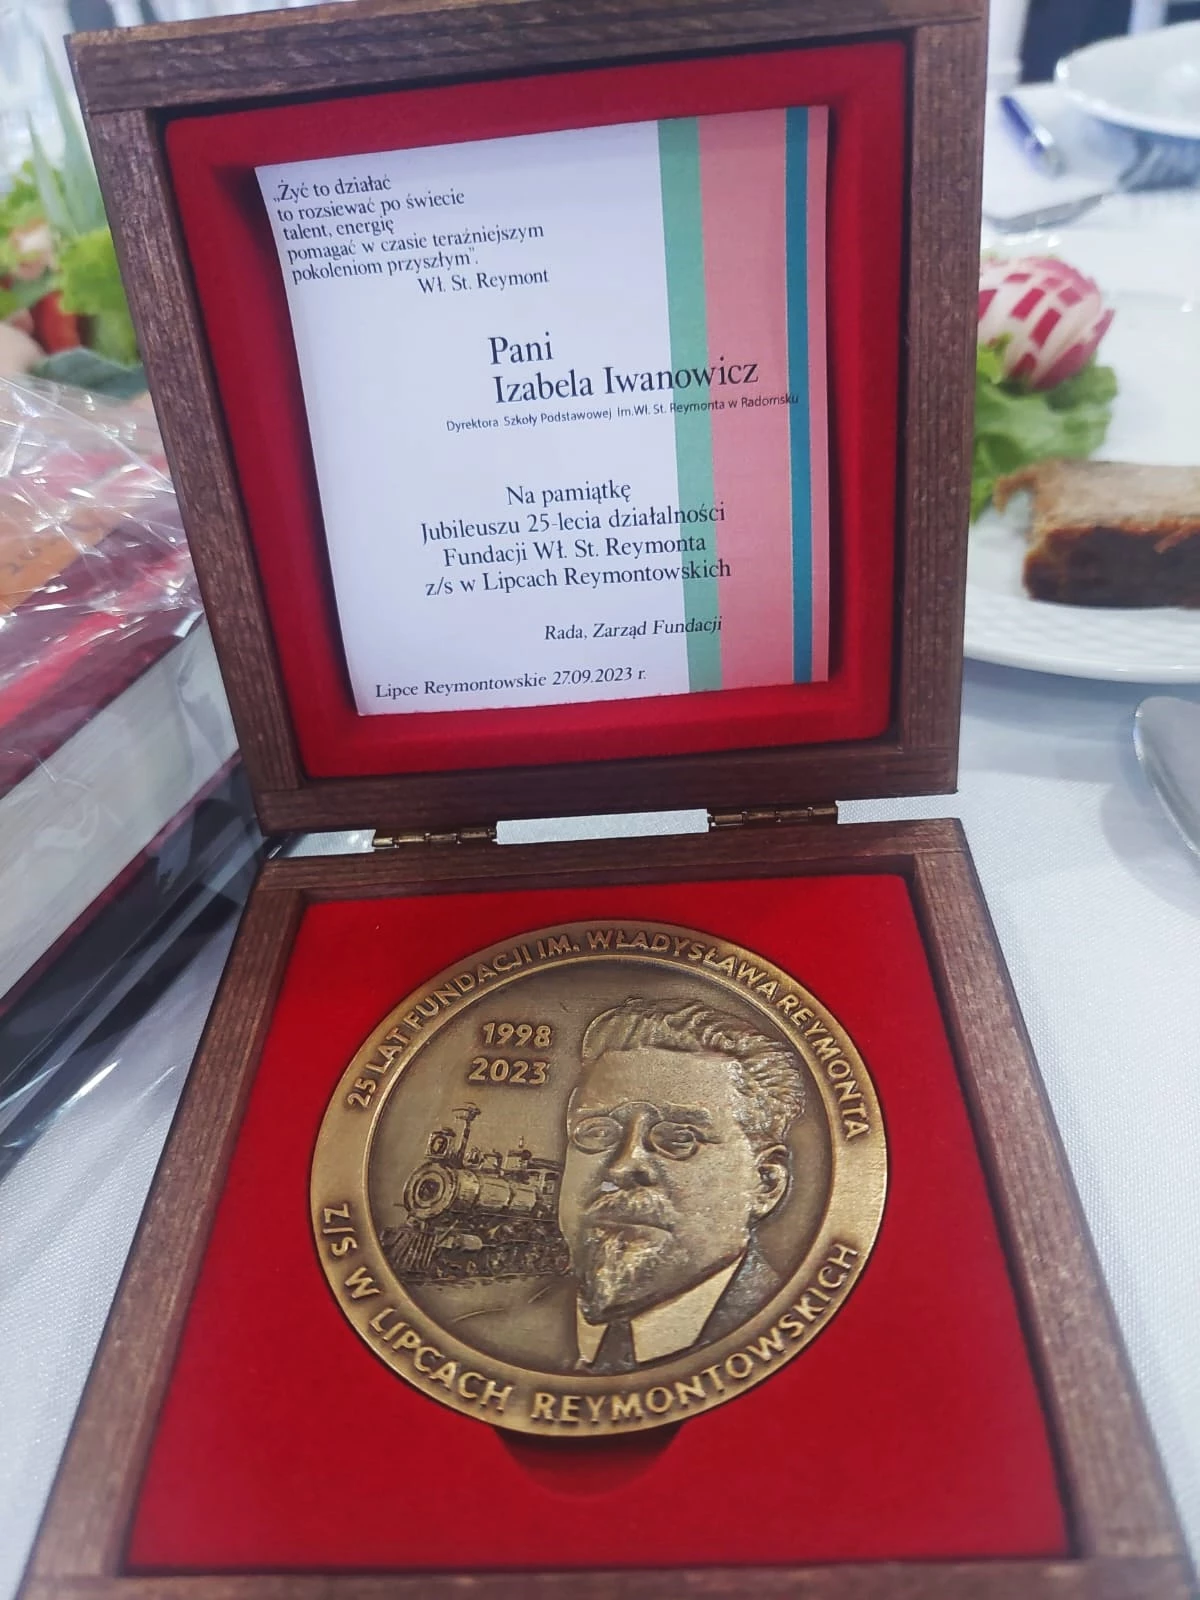 „Żyć to działać
to rozsiewać po świecie
talent, energię
pomagać w czasie teraźniejszym
pokoleniom przyszłym”.
Wł. St. Reymont
Pani
Izabela Iwanowicz
Dyrektora Szkoły Podstawowej Im.Wł. St. Reymonta w Radomsku
Na pamiątkę
Jubileuszu 25-lecia działalności
Fundacji Wł. St. Reymonta
z/s w Lipcach Reymontowskich
Rada, Zarząd Fundacji
Lipce Reymontowskie 27.09.2023 r.
25 LAT FUNDACJI IM. WŁADYSŁAWA REYMONTA
1998
2023
Z/S W LIPCACH REYMONTOWSKICH